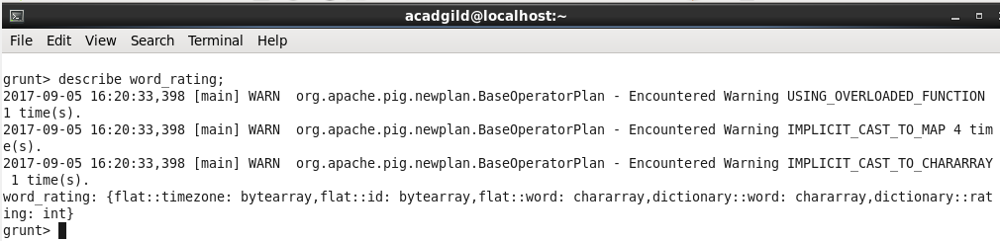 acadgild@localhost:~
File Edit View Search Terminal Help
grunt> describe word_rating;
2017-09-05 16:20:33,398 [main] WARN  org.apache.pig.newplan.BaseOperatorPlan - Encountered Warning USING_OVERLOADED_FUNCTION
1 time(s).
2017-09-05 16:20:33,398 [main] WARN  org.apache.pig.newplan.BaseOperatorPlan - Encountered Warning IMPLICIT_CAST_TO_MAP 4 tim
e(s).
2017-09-05 16:20:33,398 [main] WARN  org.apache.pig.newplan.BaseOperatorPlan - Encountered Warning IMPLICIT_CAST_TO_CHARARRAY
 1 time(s).
word_rating: {flat::timezone: bytearray,flat::id: bytearray,flat::word: chararray,dictionary::word: chararray,dictionary::rat
ing: int}
grunt>